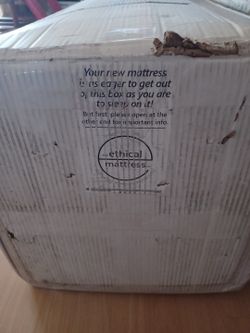 Your new mattress
is as eager to get out
of this box as you are
to sleep on it!
But first, please open at the
other end for important info.
ethical
mattress